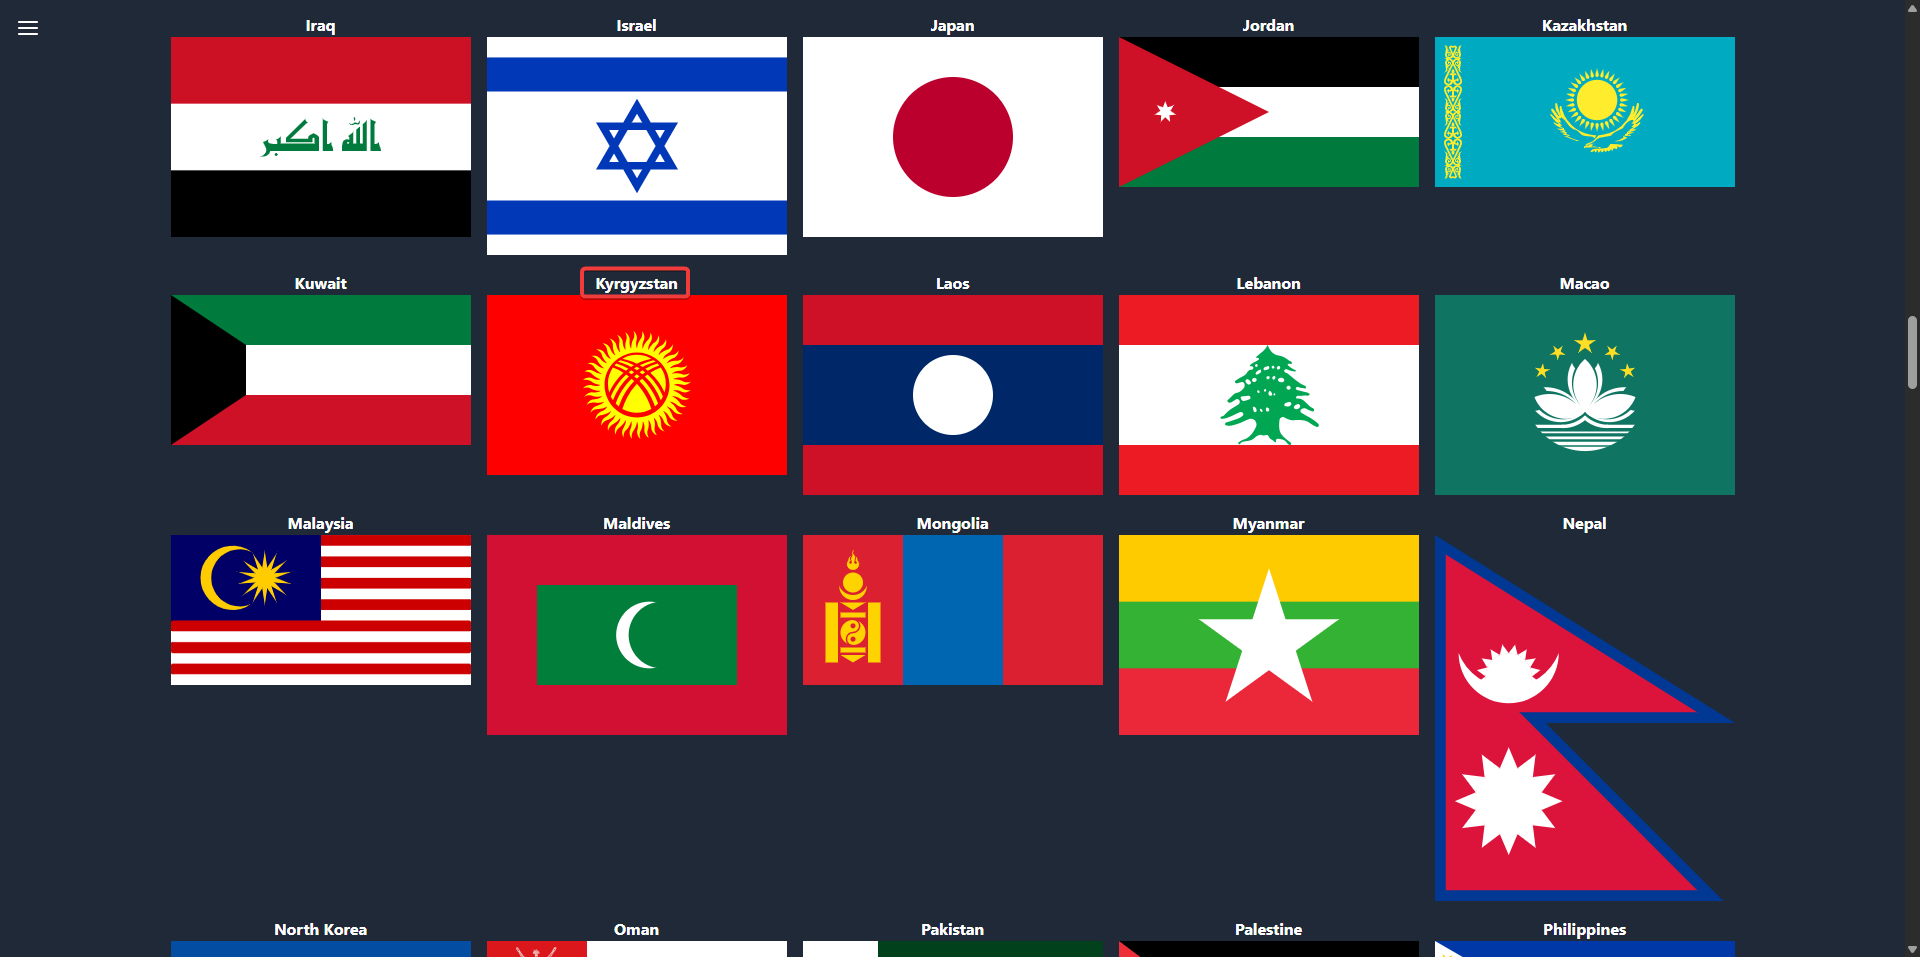 Iraq
Israel
Japan
Jordan
Kazakhstan
الله اكبر
Kuwait
Kyrgyzstan
Laos
Lebanon
Macao
Malaysia
Maldives
Mongolia
Myanmar
Nepal
North Korea
Oman
Pakistan
Palestine
Philippines